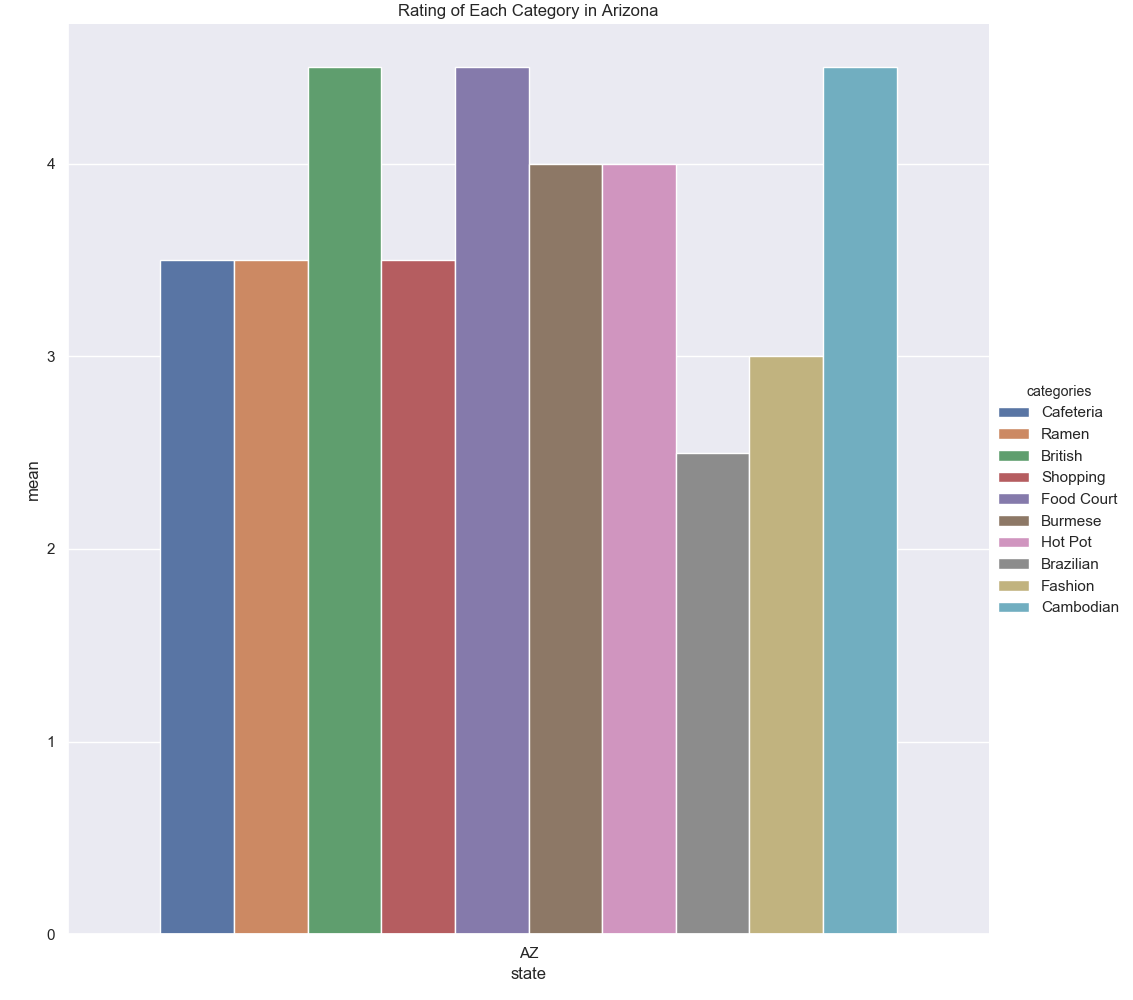 Rating of Each Category in Arizona
4
3
2
1
0
mean
AZ
state
categories
Cafeteria
Ramen
British
Shopping
Food Court
Burmese
Hot Pot
Brazilian
Fashion
Cambodian